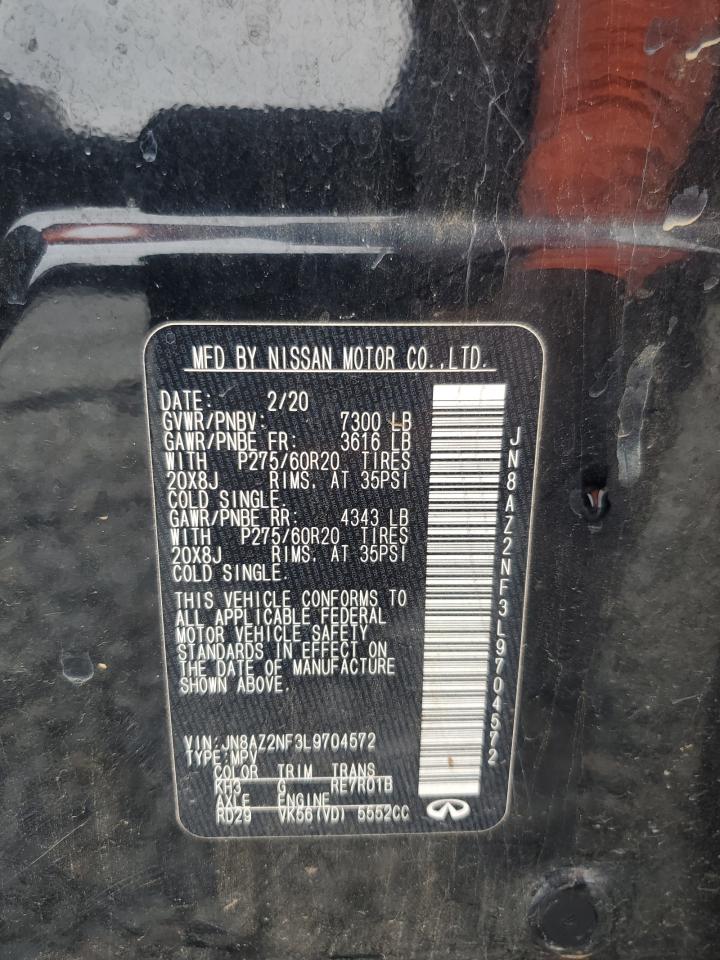 MFD BY NISSAN MOTOR CO.,LTD.
DATE: 2/20
GVWR/PNBV: 7300 LB
GAWR/PNBE FR: 3616 LB
WITH P275/60R20 TIRES
20X8J RIMS, AT 35PSI
COLD SINGLE.
GAWR/PNBE RR: 4343 LB
WITH P275/60R20 TIRES
20X8J RIMS, AT 35PSI
COLD SINGLE.
THIS VEHICLE CONFORMS TO
ALL APPLICABLE FEDERAL
MOTOR VEHICLE SAFETY
STANDARDS IN EFFECT ON
THE DATE OF MANUFACTURE
SHOWN ABOVE.
VIN:JN8AZ2NF3L9704572
TYPE:MPV
COLOR TRIM TRANS
KH3 G RE7R01B
AXLE ENGINE
RD29 VK56(VD) 5552CC
JN8AZ2NF3L9704572